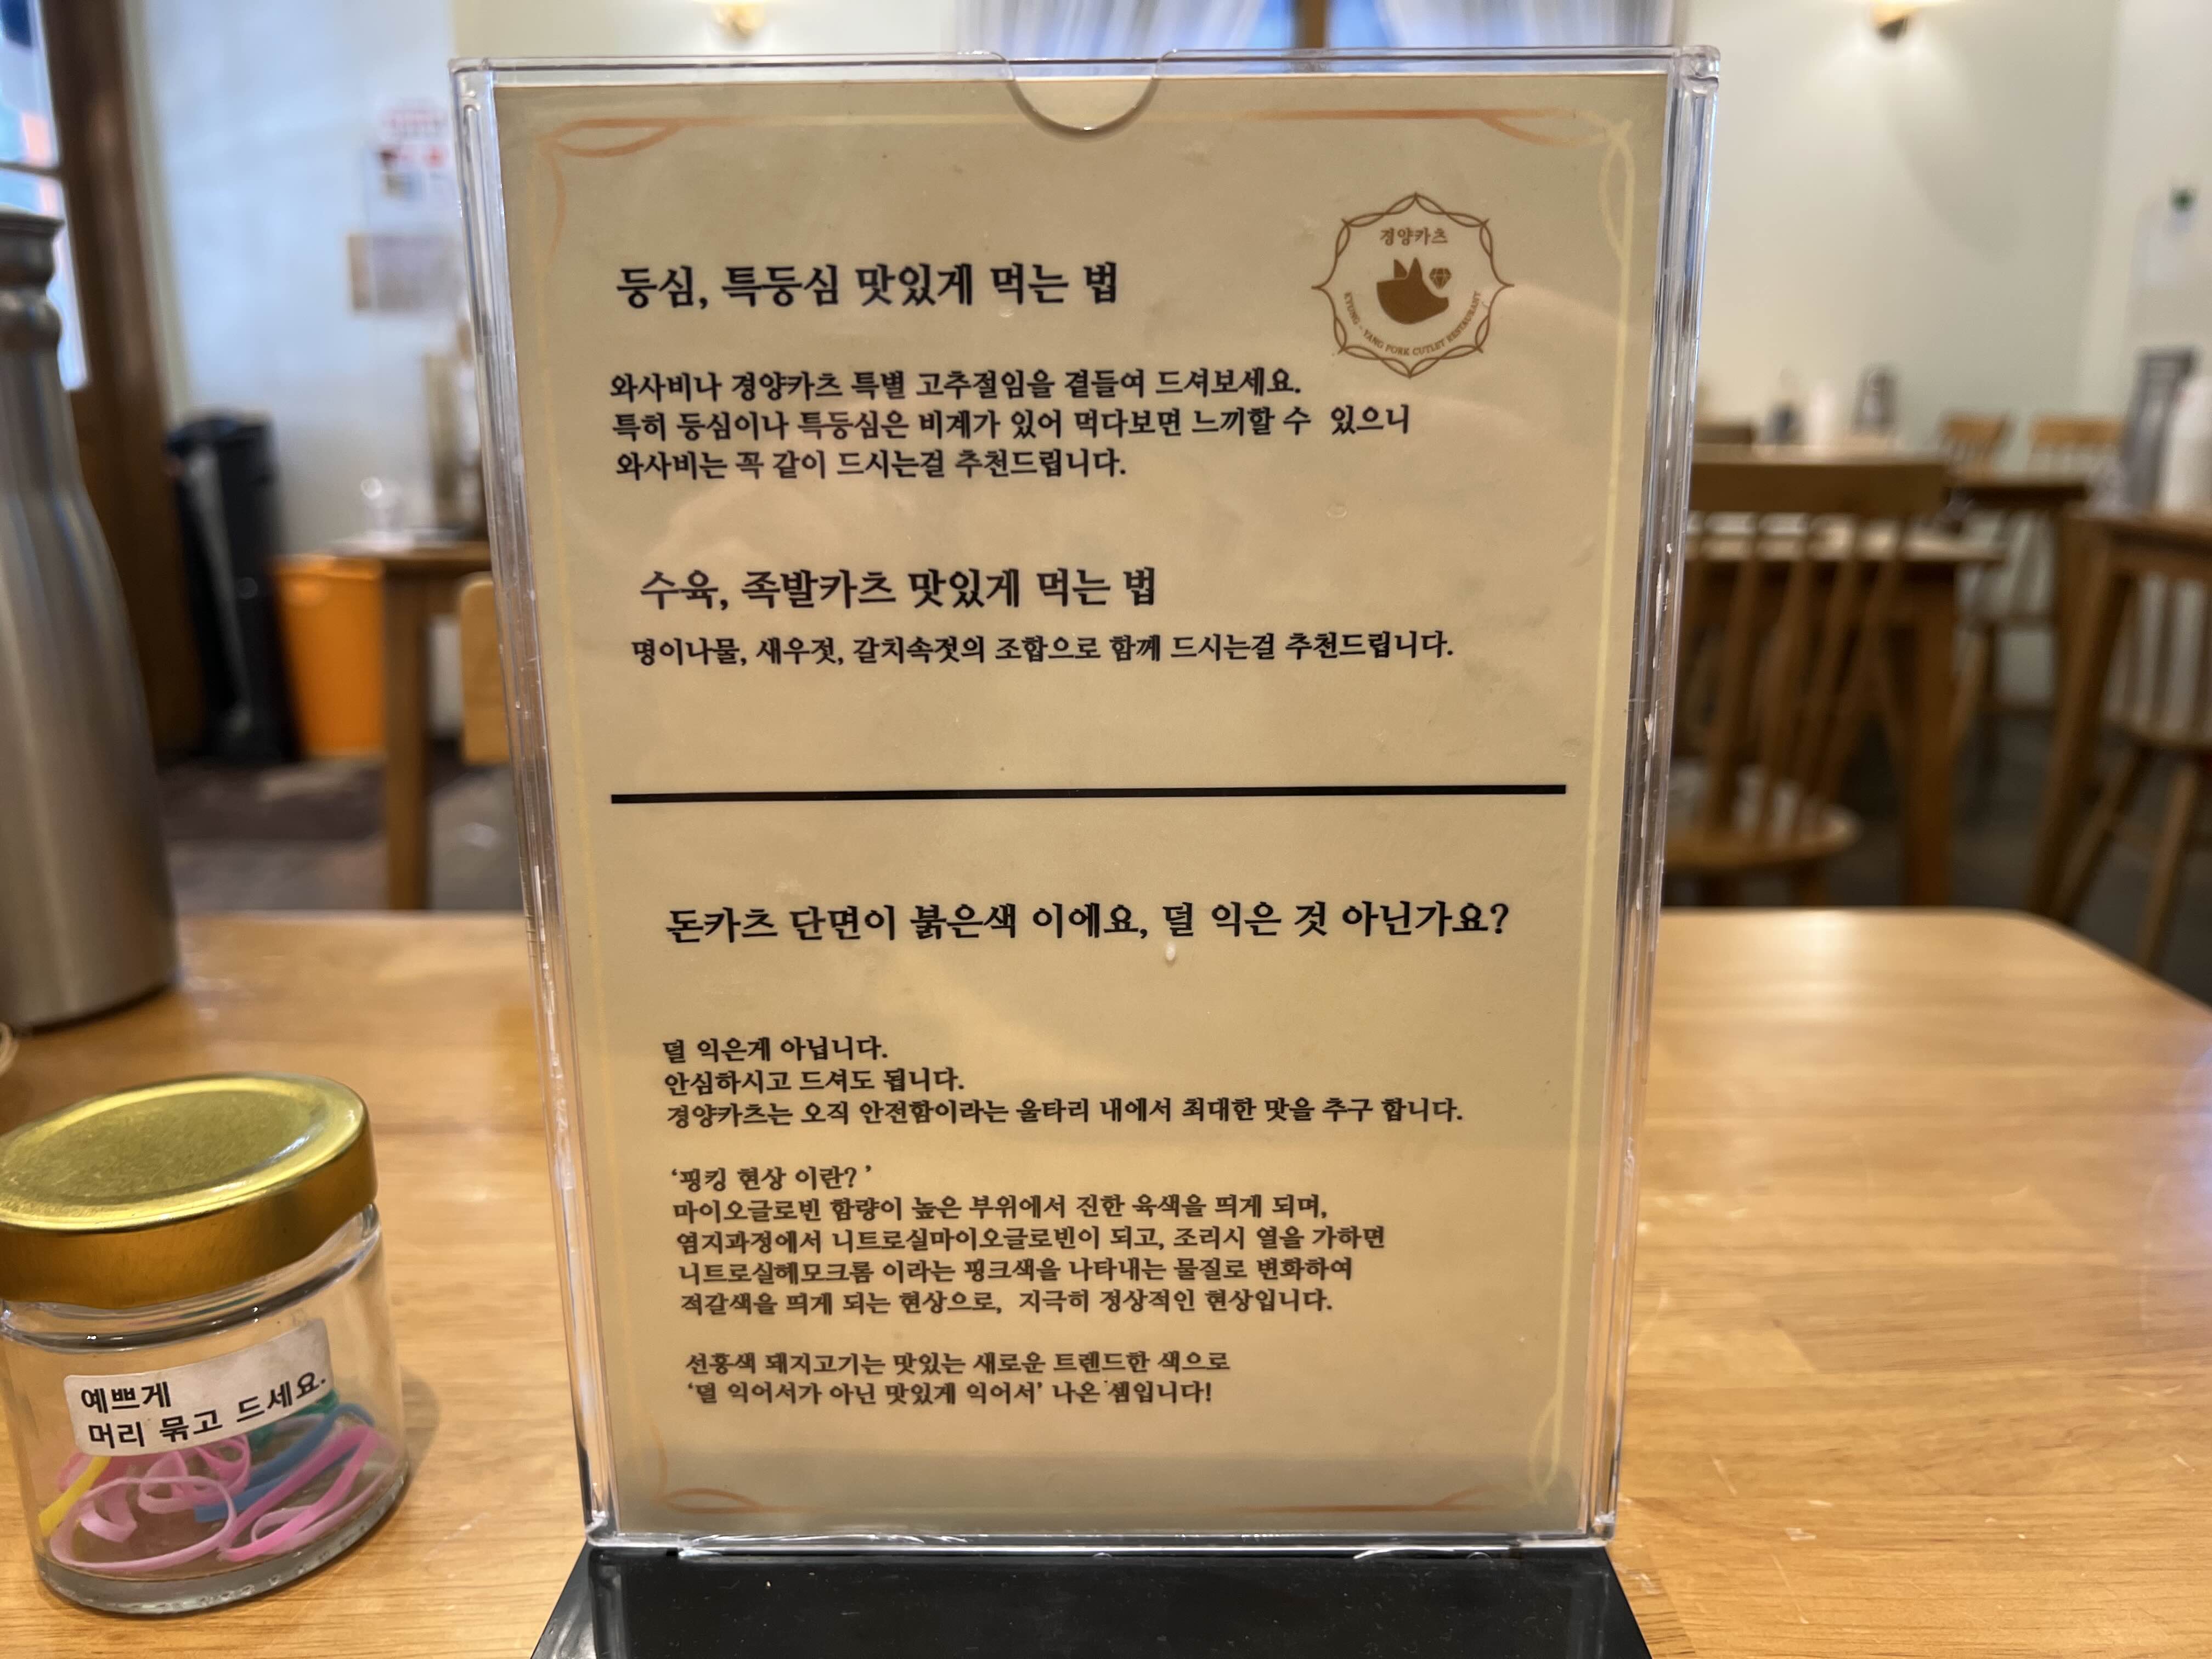 경양카츠
KYUNG - YANG PORK CUTLET RESTAURANT
등심, 특등심 맛있게 먹는 법
와사비나 경양카츠 특별 고추절임을 곁들여 드셔보세요.
특히 등심이나 특등심은 비계가 있어 먹다보면 느끼할 수 있으니
와사비는 꼭 같이 드시는걸 추천드립니다.
수육, 족발카츠 맛있게 먹는 법
명이나물, 새우젓, 갈치속젓의 조합으로 함께 드시는걸 추천드립니다.
돈카츠 단면이 붉은색 이에요, 덜 익은 것 아닌가요?
덜 익은게 아닙니다.
안심하시고 드셔도 됩니다.
경양카츠는 오직 안전함이라는 울타리 내에서 최대한 맛을 추구 합니다.
‘핑킹 현상 이란?’
마이오글로빈 함량이 높은 부위에서 진한 육색을 띄게 되며,
염지과정에서 니트로실마이오글로빈이 되고, 조리시 열을 가하면
니트로실헤모크롬 이라는 핑크색을 나타내는 물질로 변화하여
적갈색을 띄게 되는 현상으로, 지극히 정상적인 현상입니다.
선홍색 돼지고기는 맛있는 새로운 트렌드한 색으로
‘덜 익어서가 아닌 맛있게 익어서’ 나온 셈입니다!
예쁘게
머리 묶고 드세요.